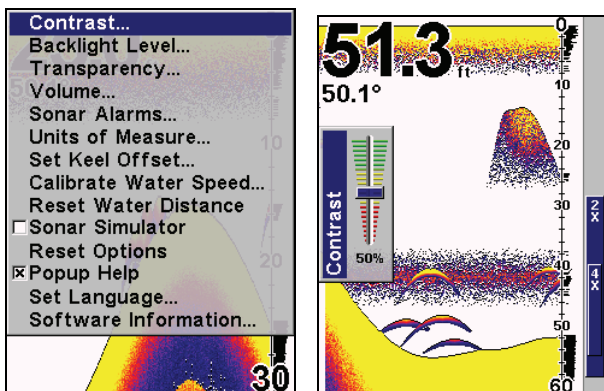 Contrast...
Backlight Level...
Transparency...
Volume...
Sonar Alarms...
Units of Measure...
Set Keel Offset...
Calibrate Water Speed...
Reset Water Distance
Sonar Simulator
Reset Options
Popup Help
Set Language...
Software Information...
10
20
30
51.3 ft
50.1°
Contrast
50%
0
10
20
30
40
50
60
2X
4X